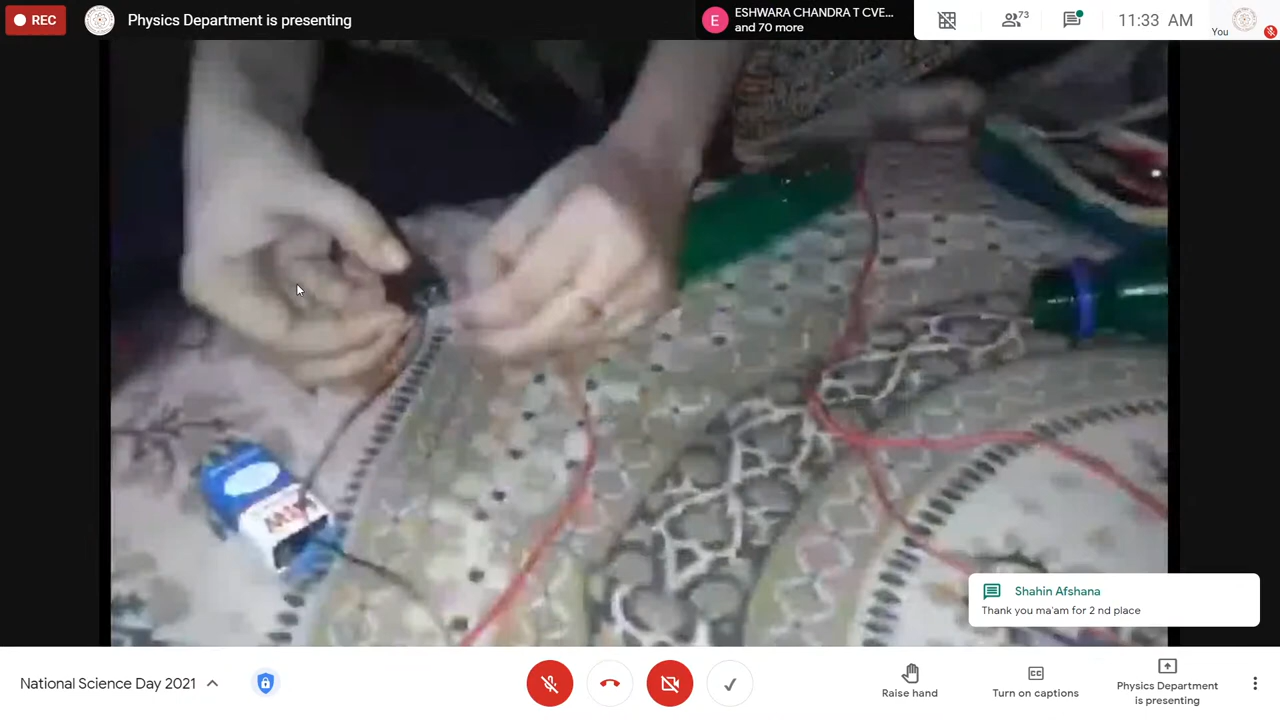 REC
Physics Department is presenting
E
ESHWARA CHANDRA T CVE...
and 70 more
73
11:33 AM
You
Shahin Afshana
Thank you ma'am for 2 nd place
National Science Day 2021
CC
Raise hand
Turn on captions
Physics Department
is presenting